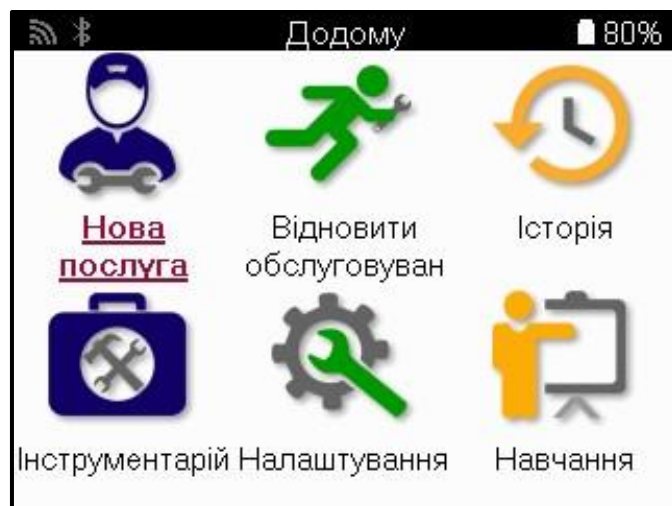 Додому 80%
Нова Відновити Історія
послуга обслуговуван
Інструментарій Налаштування Навчання